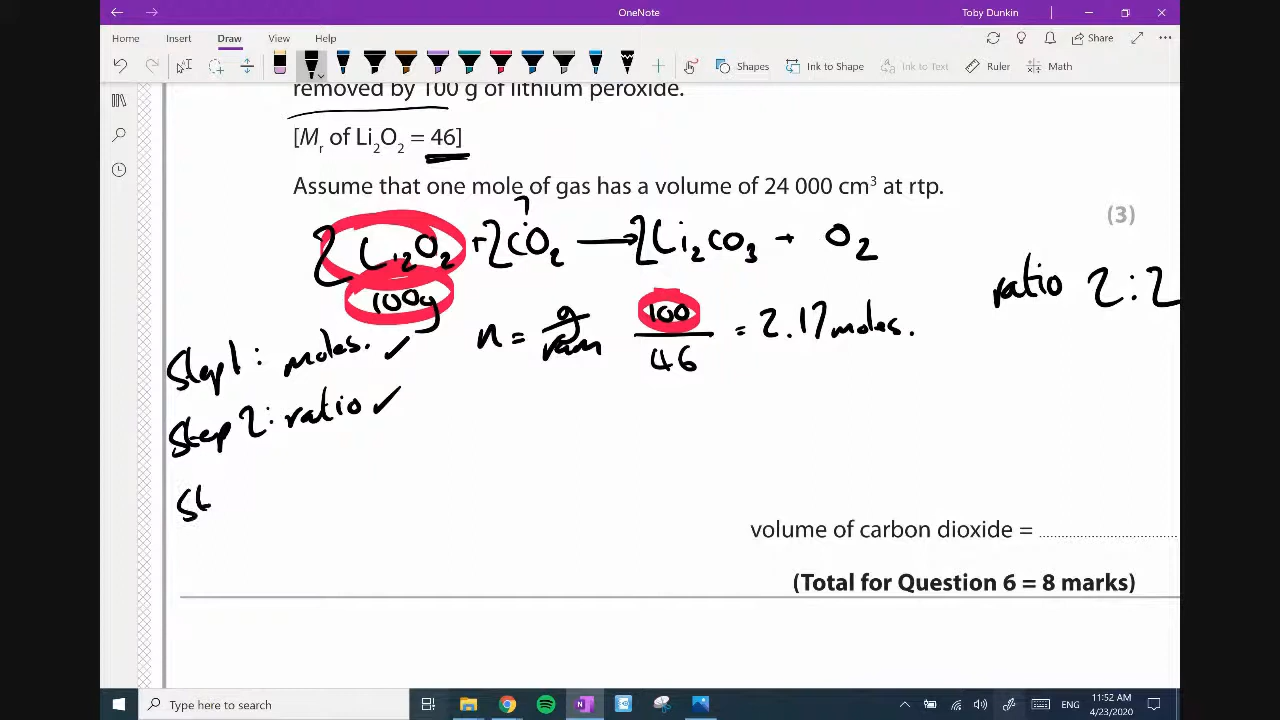 OneNote
Toby Dunkin
Home Insert Draw View Help
Share
Shapes Ink to Shape Ink to Text Ruler Math
removed by 100 g of lithium peroxide.
[Mr of Li2O2 = 46]
Assume that one mole of gas has a volume of 24 000 cm³ at rtp.
(3)
?
2Li2O2 + 2CO2 → 2Li2CO3 + O2
100g
ratio 2:2
n = g/ram 100/46 = 2.17 moles.
Step 1: moles. ✓
Step 2: ratio ✓
St
volume of carbon dioxide = ........................................
(Total for Question 6 = 8 marks)
Type here to search
ENG
11:52 AM
4/23/2020